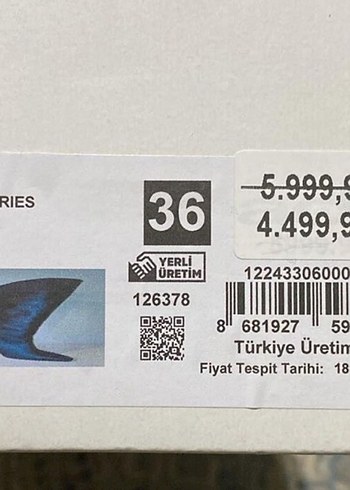 RIES
36
5.999,9
4.499,9
YERLİ
ÜRETİM
126378
12243306000
8 681927 59
Türkiye Üretim
Fiyat Tespit Tarihi: 18